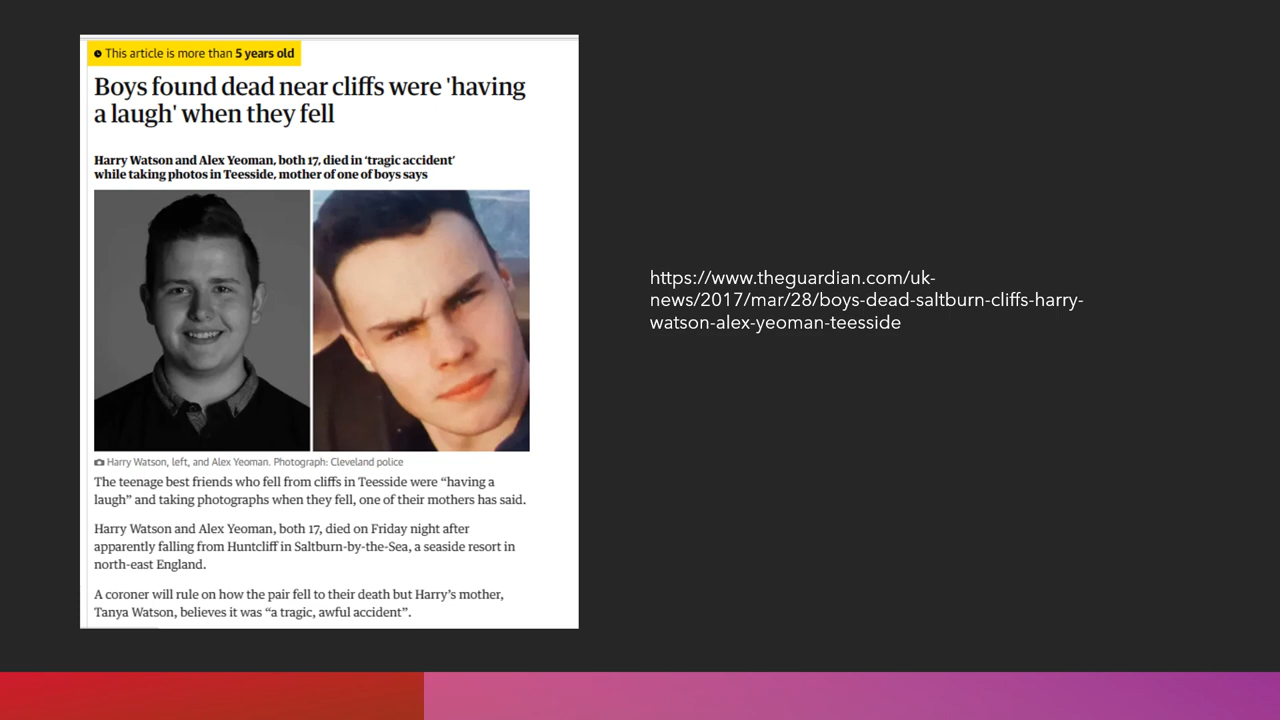 This article is more than 5 years old
Boys found dead near cliffs were 'having
a laugh' when they fell
Harry Watson and Alex Yeoman, both 17, died in ‘tragic accident’
while taking photos in Teesside, mother of one of boys says
Harry Watson, left, and Alex Yeoman. Photograph: Cleveland police
The teenage best friends who fell from cliffs in Teesside were “having a
laugh” and taking photographs when they fell, one of their mothers has said.
Harry Watson and Alex Yeoman, both 17, died on Friday night after
apparently falling from Huntcliff in Saltburn-by-the-Sea, a seaside resort in
north-east England.
A coroner will rule on how the pair fell to their death but Harry’s mother,
Tanya Watson, believes it was “a tragic, awful accident”.
https://www.theguardian.com/uk-
news/2017/mar/28/boys-dead-saltburn-cliffs-harry-
watson-alex-yeoman-teesside